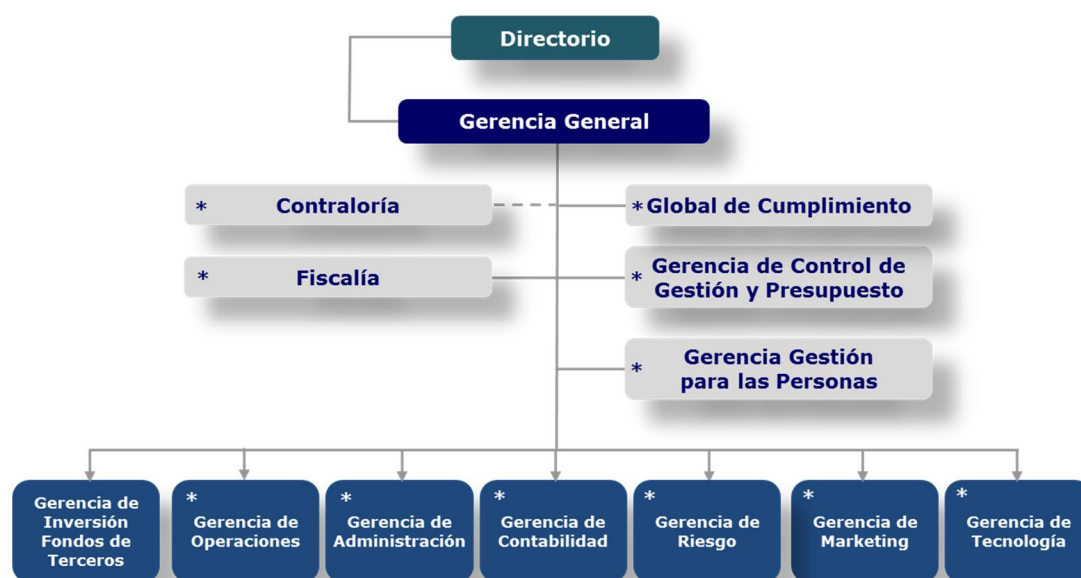 Directorio
Gerencia General
* Contraloría
* Global de Cumplimiento
* Fiscalía
* Gerencia de Control de
Gestión y Presupuesto
* Gerencia Gestión
para las Personas
Gerencia de
Inversión
Fondos de
Terceros
*
Gerencia de
Operaciones
*
Gerencia de
Administración
*
Gerencia de
Contabilidad
*
Gerencia de
Riesgo
*
Gerencia de
Marketing
*
Gerencia de
Tecnología